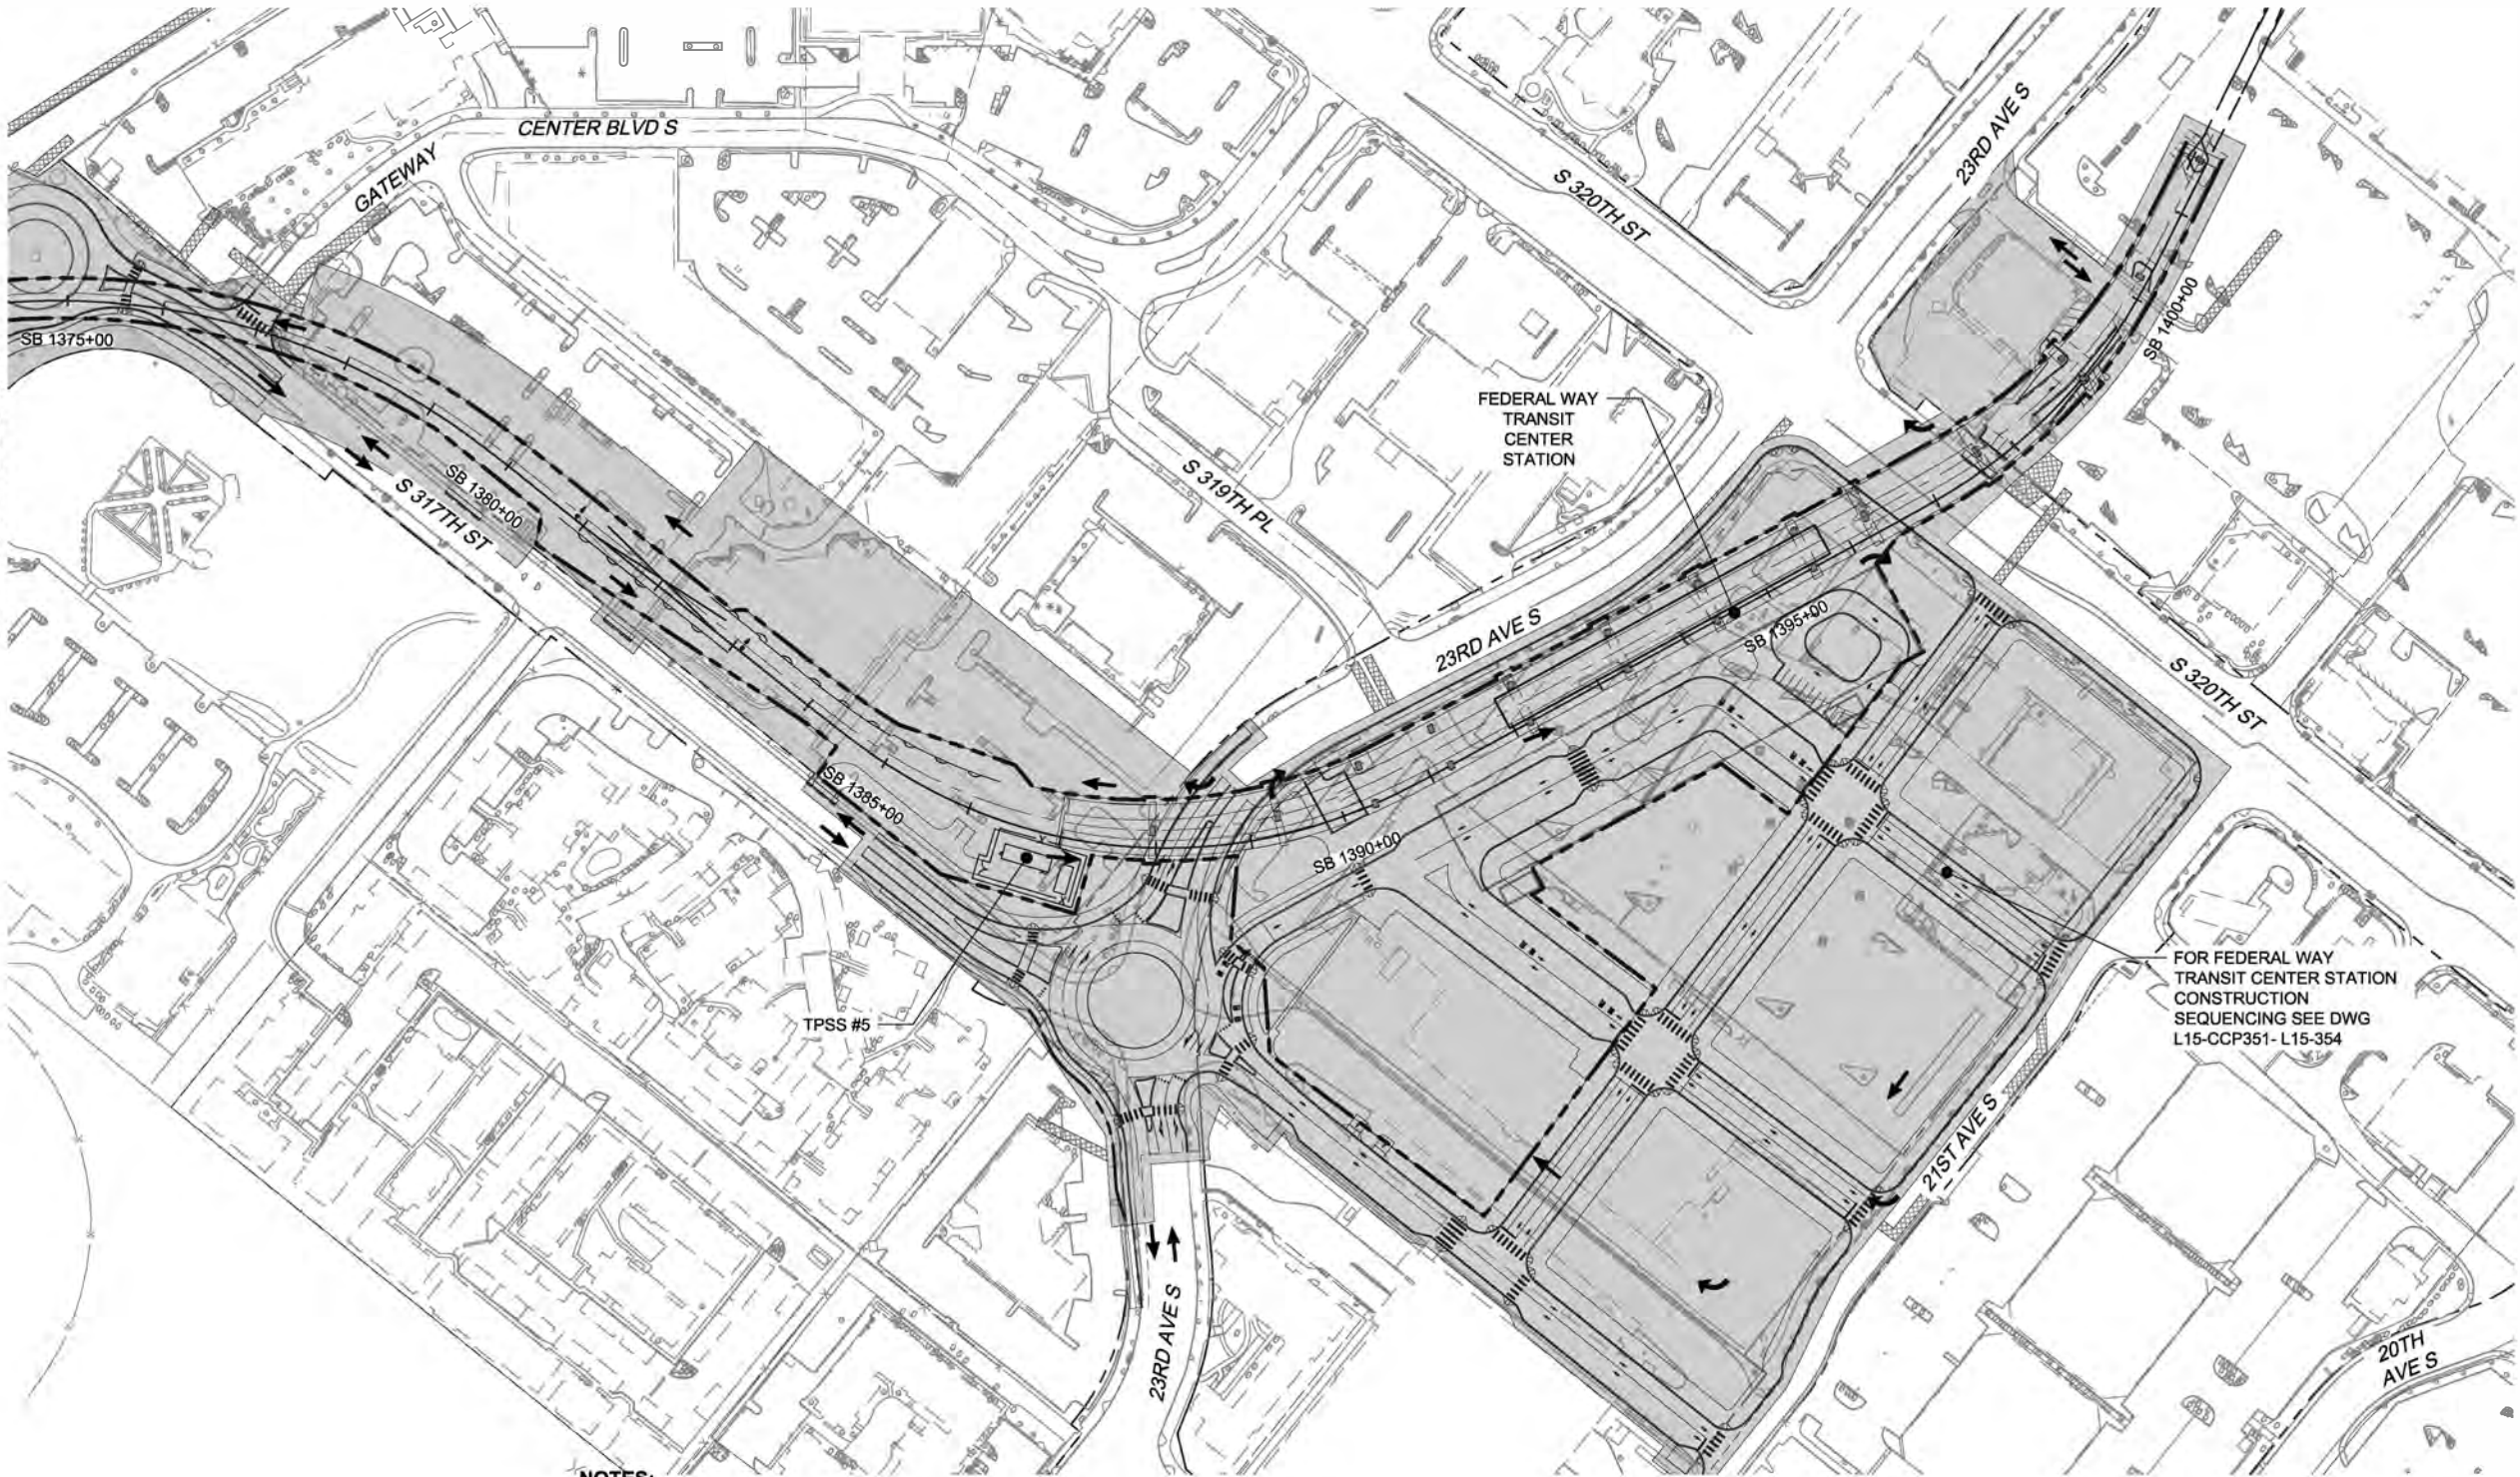 CENTER BLVD S
GATEWAY
S 320TH ST
23RD AVE S
SB 1375+00
SB 1400+00
FEDERAL WAY
TRANSIT
CENTER
STATION
S 319TH PL
SB 1380+00
S 317TH ST
23RD AVE S
SB 1395+00
S 320TH ST
SB 1385+00
SB 1390+00
FOR FEDERAL WAY
TRANSIT CENTER STATION
CONSTRUCTION
SEQUENCING SEE DWG
L15-CCP351- L15-354
TPSS #5
21ST AVE S
23RD AVE S
20TH
AVE S
NOTES: